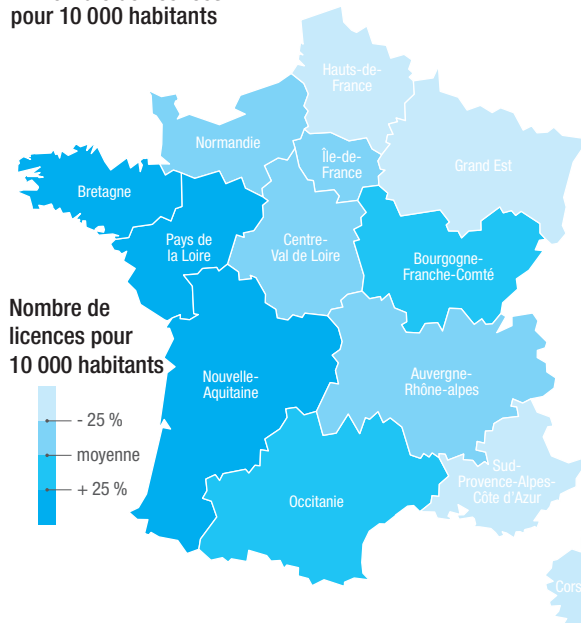 pour 10 000 habitants
Hauts-de-
France
Normandie
Île-de-
France
Grand Est
Bretagne
Pays de
la Loire
Centre-
Val de Loire
Bourgogne-
Franche-Comté
Nombre de
licences pour
10 000 habitants
- 25 %
moyenne
+ 25 %
Nouvelle-
Aquitaine
Auvergne-
Rhône-alpes
Sud-
Provence-Alpes-
Côte d'Azur
Occitanie
Cors